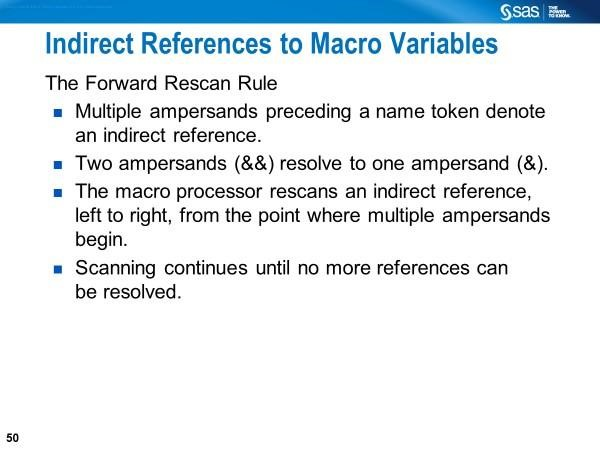 sas THE POWER TO KNOW.
Indirect References to Macro Variables
The Forward Rescan Rule
Multiple ampersands preceding a name token denote
an indirect reference.
Two ampersands (&&) resolve to one ampersand (&).
The macro processor rescans an indirect reference,
left to right, from the point where multiple ampersands
begin.
Scanning continues until no more references can
be resolved.
50